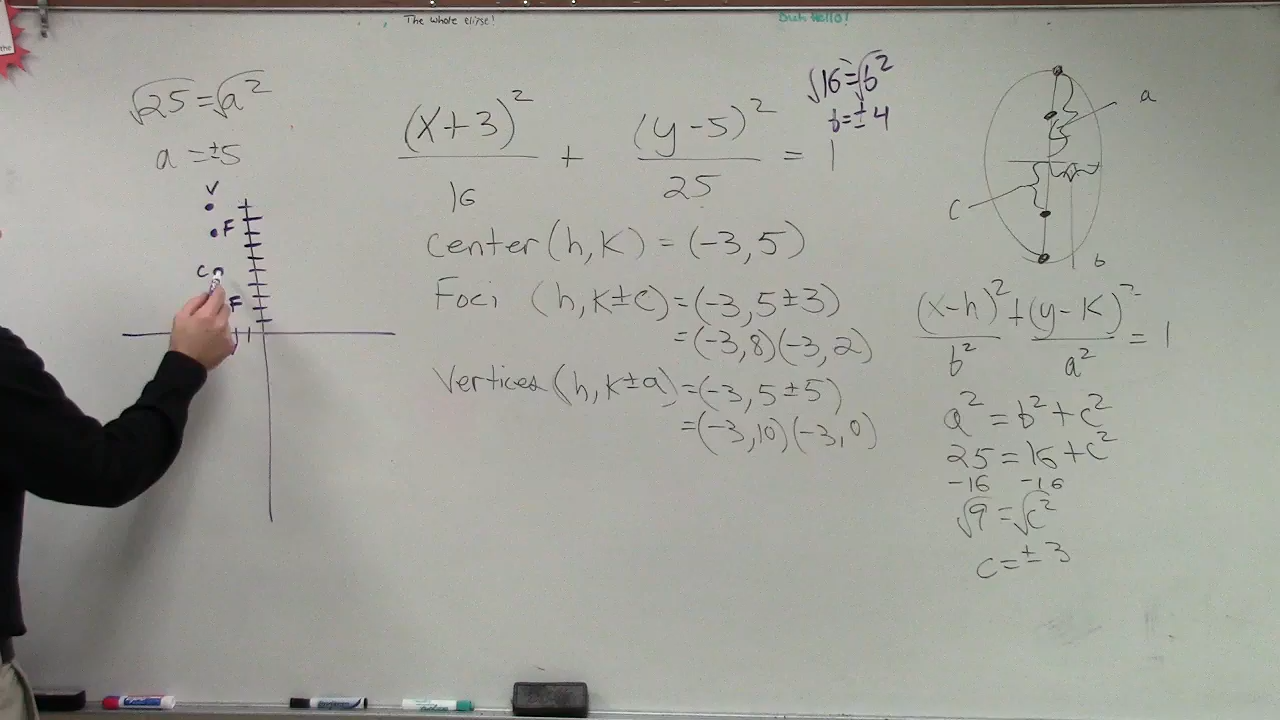 The whole elipse!
Duh Hello!
√25 = √a²
a = ±5
(x+3)²/16 + (y-5)²/25 = 1
√16 = √b²
b = ±4
a
c
b
V
F
C
F
center (h, k) = (-3, 5)
Foci (h, k±c) = (-3, 5±3)
= (-3, 8) (-3, 2)
Vertices (h, k±a) = (-3, 5±5)
= (-3, 10) (-3, 0)
(x-h)²/b² + (y-k)²/a² = 1
a² = b² + c²
25 = 16 + c²
-16 -16
√9 = √c²
c = ± 3